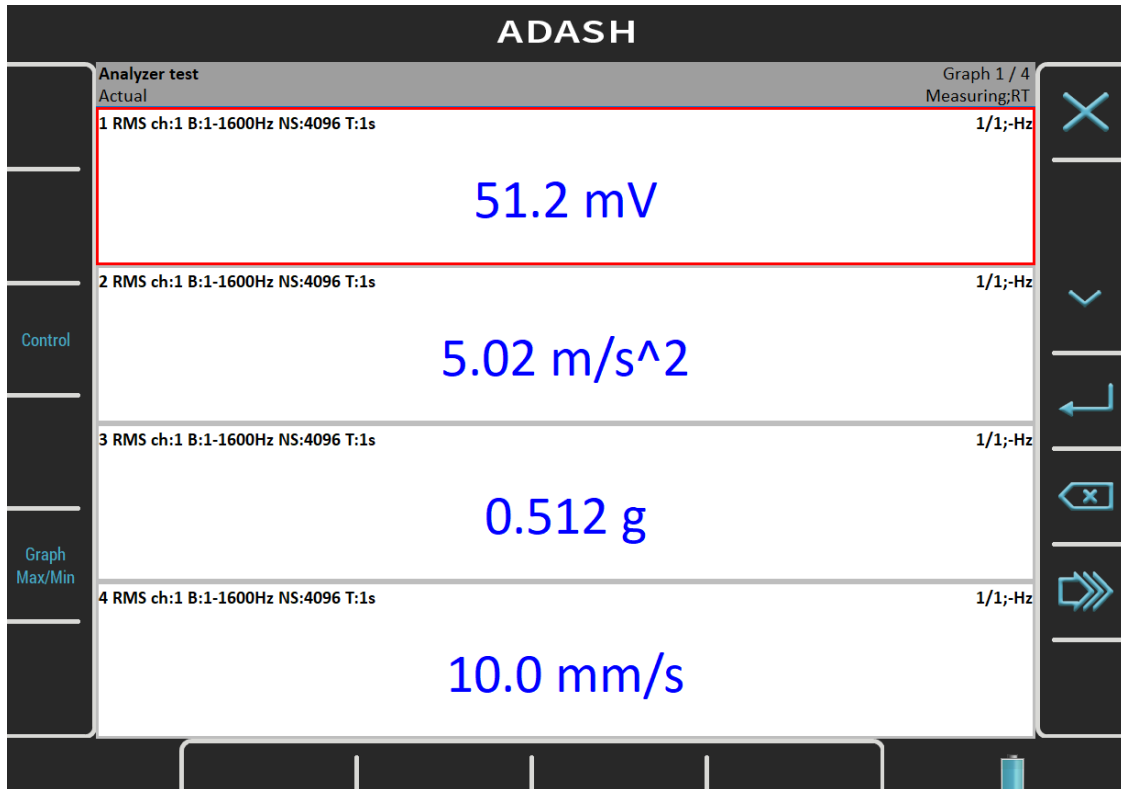 ADASH
Analyzer test
Graph 1 / 4
Actual
Measuring;RT
1 RMS ch:1 B:1-1600Hz NS:4096 T:1s
1/1;-Hz
51.2 mV
2 RMS ch:1 B:1-1600Hz NS:4096 T:1s
1/1;-Hz
5.02 m/s^2
3 RMS ch:1 B:1-1600Hz NS:4096 T:1s
1/1;-Hz
0.512 g
4 RMS ch:1 B:1-1600Hz NS:4096 T:1s
1/1;-Hz
10.0 mm/s
Control
Graph
Max/Min